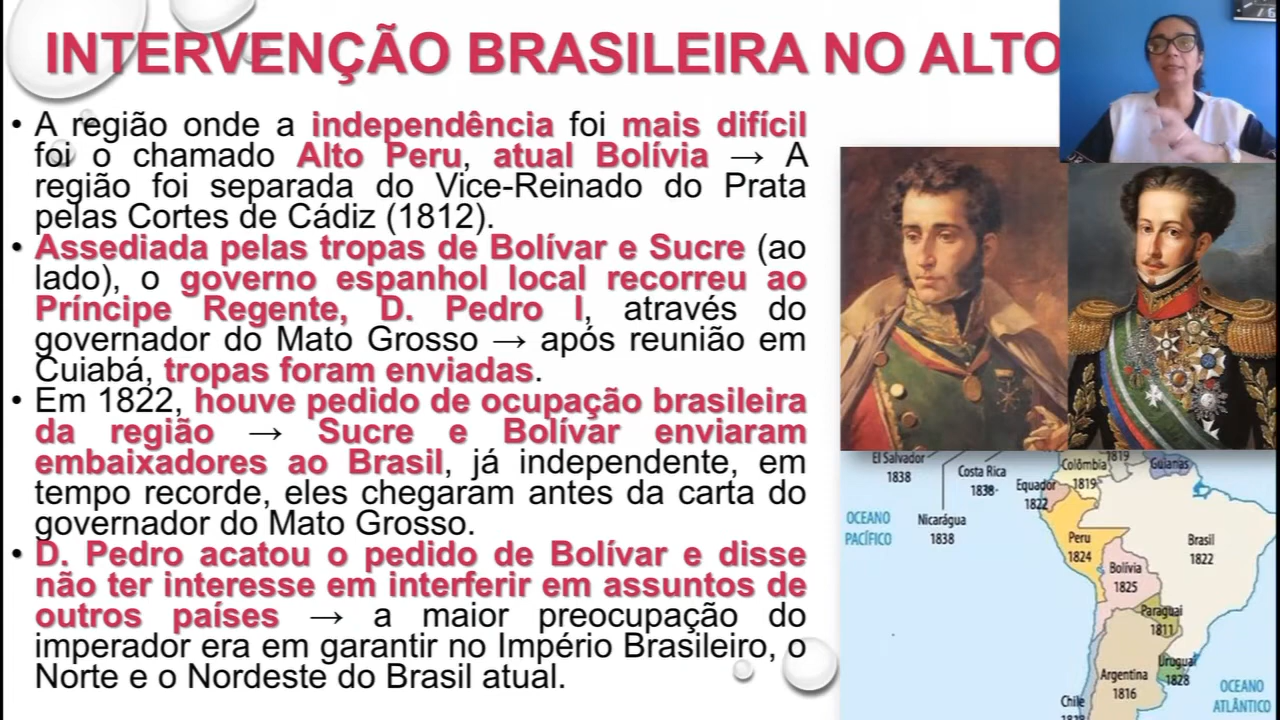 INTERVENÇÃO BRASILEIRA NO ALTO
• A região onde a independência foi mais difícil
foi o chamado Alto Peru, atual Bolívia → A
região foi separada do Vice-Reinado do Prata
pelas Cortes de Cádiz (1812).
• Assediada pelas tropas de Bolívar e Sucre (ao
lado), o governo espanhol local recorreu ao
Príncipe Regente, D. Pedro I, através do
governador do Mato Grosso → após reunião em
Cuiabá, tropas foram enviadas.
• Em 1822, houve pedido de ocupação brasileira
da região → Sucre e Bolívar enviaram
embaixadores ao Brasil, já independente, em
tempo recorde, eles chegaram antes da carta do
governador do Mato Grosso.
• D. Pedro acatou o pedido de Bolívar e disse
não ter interesse em interferir em assuntos de
outros países → a maior preocupação do
imperador era em garantir no Império Brasileiro, o
Norte e o Nordeste do Brasil atual.
El Salvador
1838
Costa Rica
1838
Nicarágua
1838
OCEANO
PACÍFICO
Equador
1822
Colômbia
1819
1819
Guianas
Peru
1824
Brasil
1822
Bolívia
1825
Paraguai
1811
Uruguai
1828
Argentina
1816
Chile
OCEANO
ATLÂNTICO